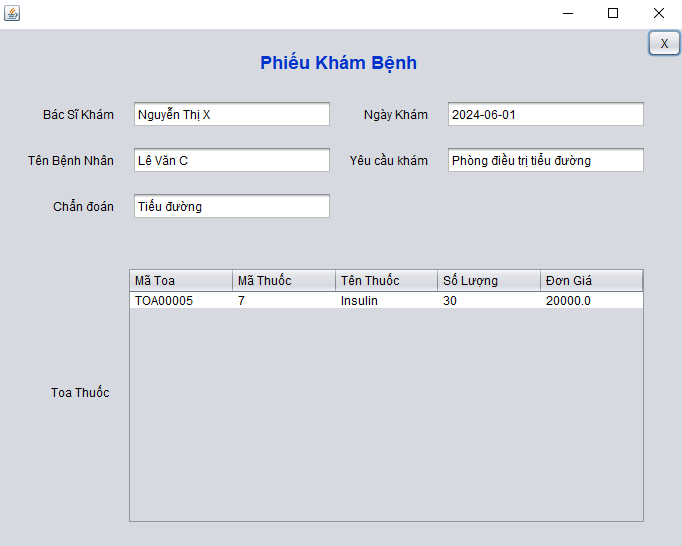 X
Phiếu Khám Bệnh
Bác Sĩ Khám Nguyễn Thị X Ngày Khám 2024-06-01
Tên Bệnh Nhân Lê Văn C Yêu cầu khám Phòng điều trị tiểu đường
Chẩn đoán Tiểu đường
Mã Toa Mã Thuốc Tên Thuốc Số Lượng Đơn Giá
TOA00005 7 Insulin 30 20000.0
Toa Thuốc